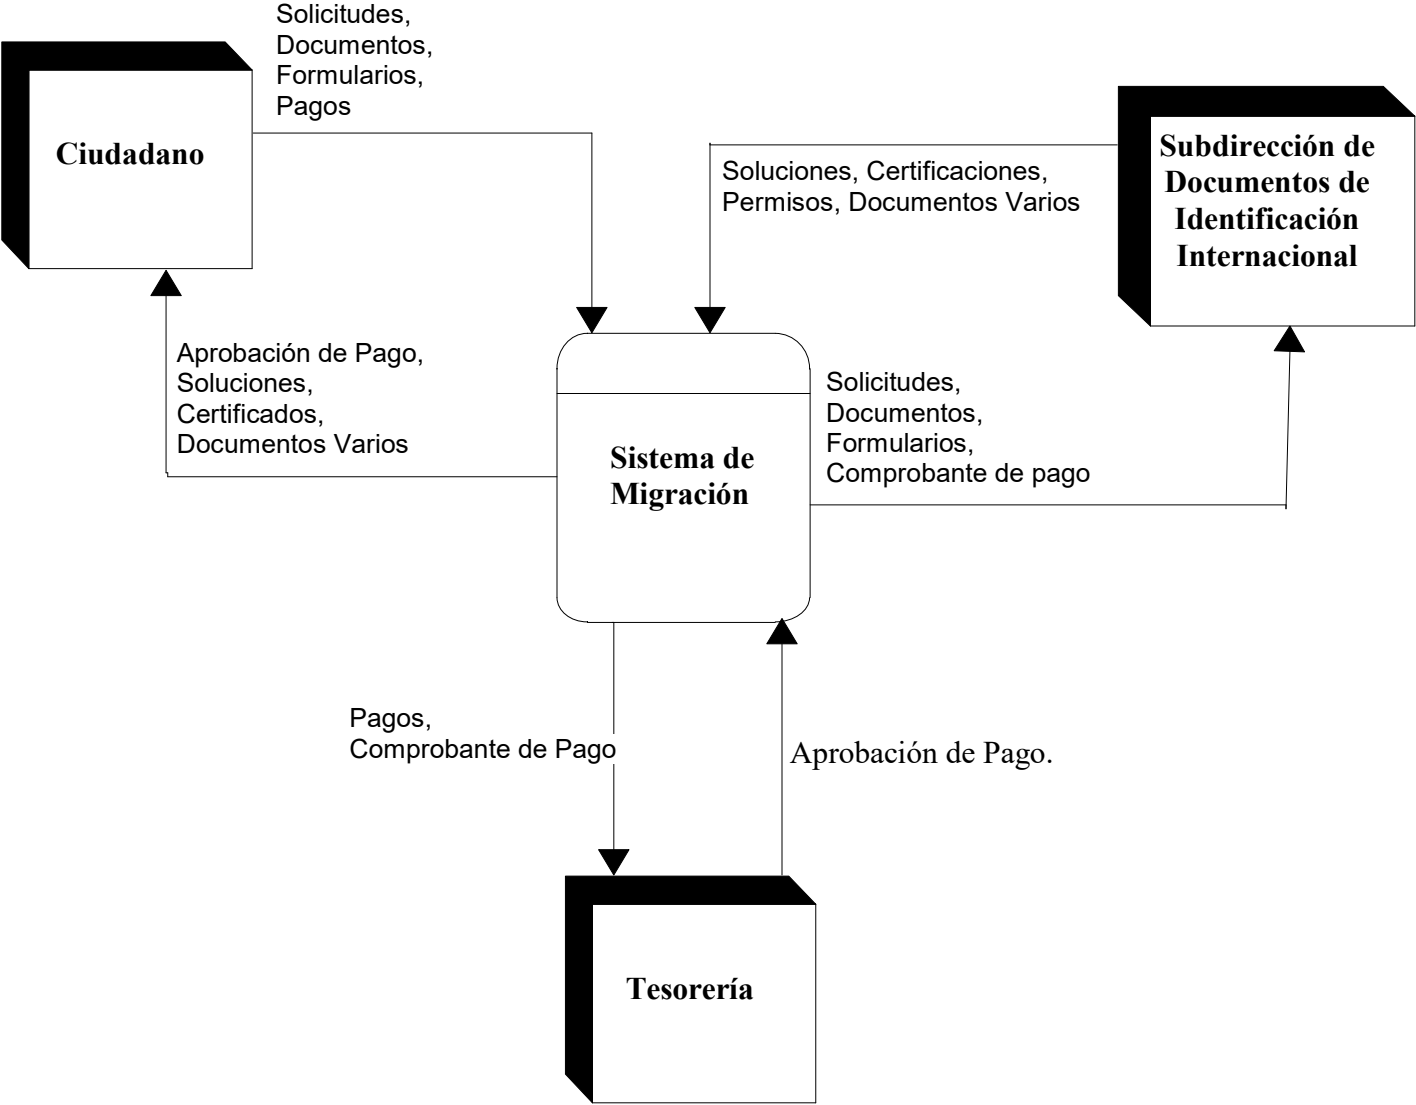 Solicitudes,
Documentos,
Formularios,
Pagos
Ciudadano
Subdirección de
Documentos de
Identificación
Internacional
Soluciones, Certificaciones,
Permisos, Documentos Varios
Aprobación de Pago,
Soluciones,
Certificados,
Documentos Varios
Solicitudes,
Documentos,
Formularios,
Comprobante de pago
Sistema de
Migración
Pagos,
Comprobante de Pago
Aprobación de Pago.
Tesorería